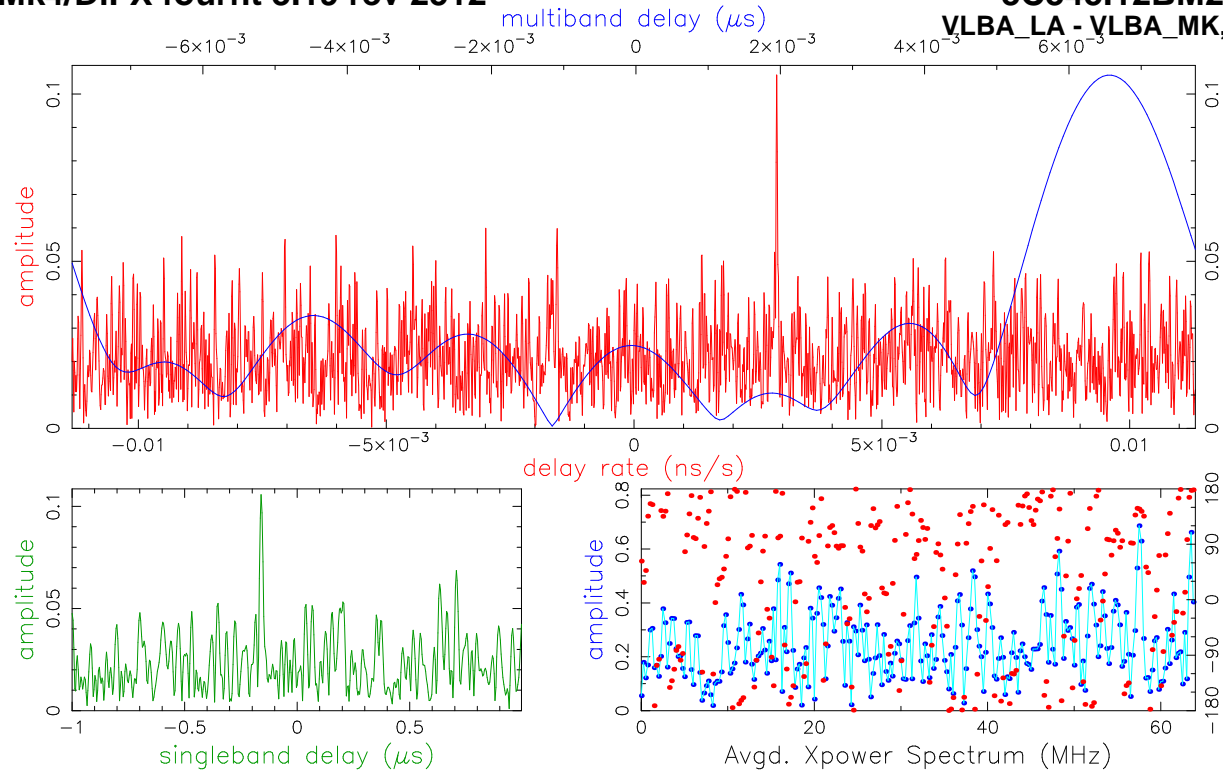 Mk4/DiFX fourfit rev
multiband delay (μs)
VLBA_LA - VLBA_MK,
−6×10⁻³ −4×10⁻³ −2×10⁻³ 0 2×10⁻³ 4×10⁻³ 6×10⁻³
amplitude
0 0.05 0.1
0 0.05 0.1
−0.01 −5×10⁻³ 0 5×10⁻³ 0.01
delay rate (ns/s)
amplitude
0 0.05 0.1
−1 −0.5 0 0.5
singleband delay (μs)
amplitude
0 0.2 0.4 0.6 0.8
−180 −90 0 90 180
0 20 40 60
Avgd. Xpower Spectrum (MHz)